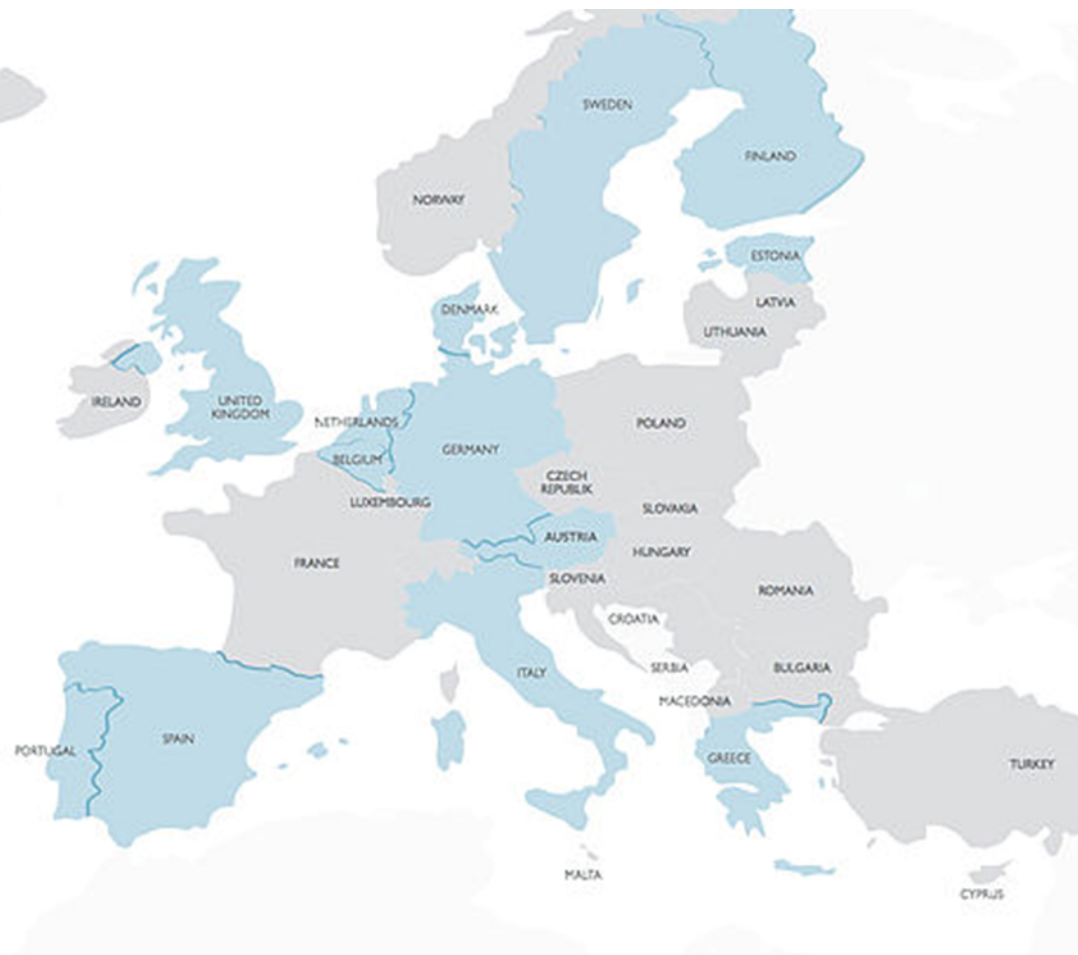 SWEDEN
FINLAND
NORWAY
ESTONIA
LATVIA
DENMARK
LITHUANIA
IRELAND
UNITED
KINGDOM
NETHERLANDS
POLAND
GERMANY
BELGIUM
CZECH
REPUBLIK
LUXEMBOURG
SLOVAKIA
AUSTRIA
HUNGARY
FRANCE
SLOVENIA
ROMANIA
CROATIA
SERBIA
BULGARIA
ITALY
MACEDONIA
SPAIN
PORTUGAL
GREECE
TURKEY
MALTA
CYPRUS